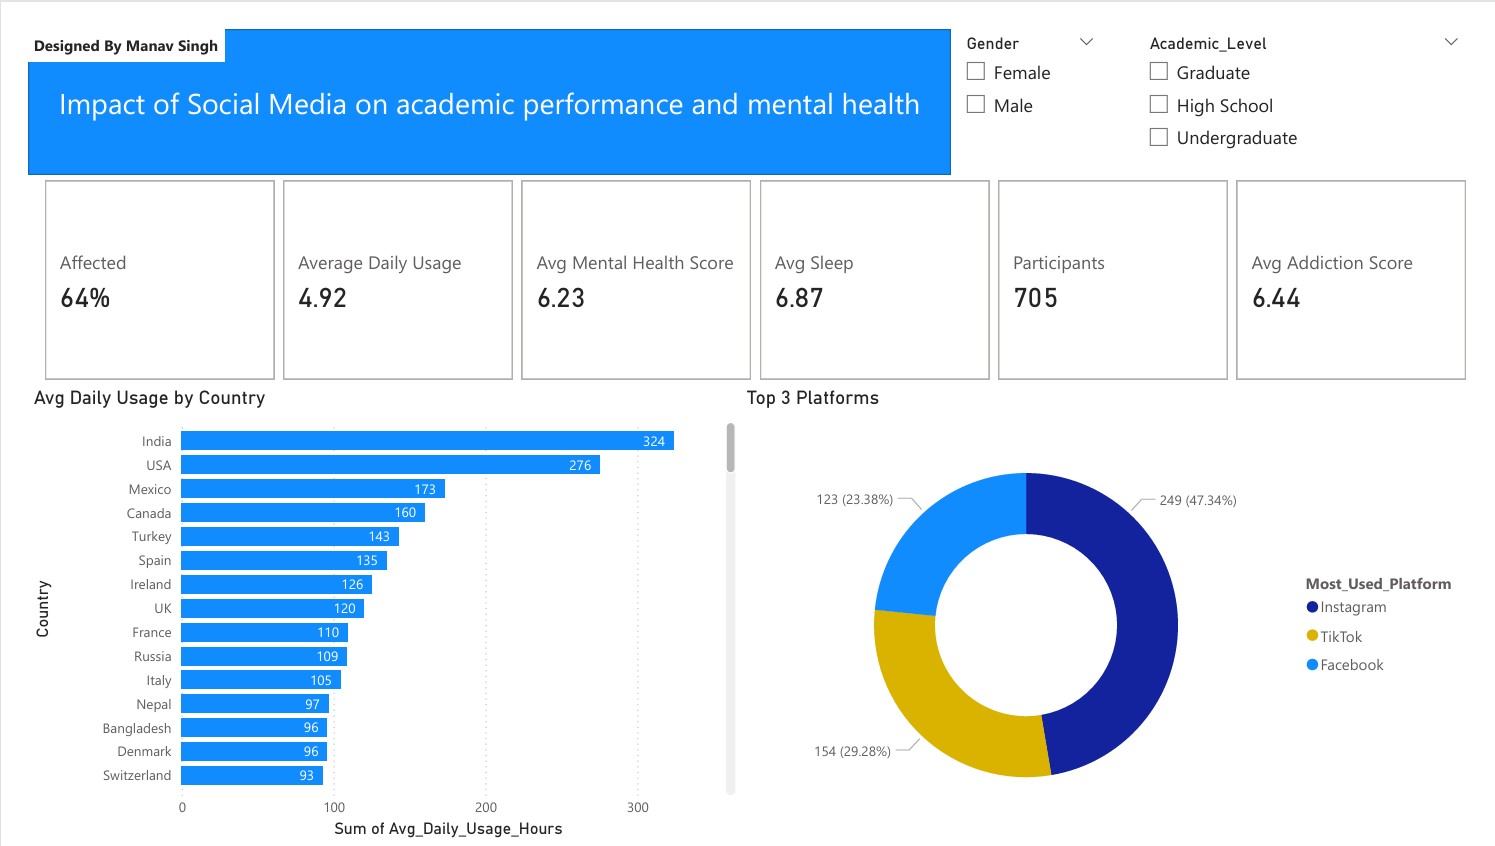 Designed By Manav Singh
Impact of Social Media on academic performance and mental health
Gender
Female
Male
Academic_Level
Graduate
High School
Undergraduate
Affected
64%
Average Daily Usage
4.92
Avg Mental Health Score
6.23
Avg Sleep
6.87
Participants
705
Avg Addiction Score
6.44
Avg Daily Usage by Country
Country
India 324
USA 276
Mexico 173
Canada 160
Turkey 143
Spain 135
Ireland 126
UK 120
France 110
Russia 109
Italy 105
Nepal 97
Bangladesh 96
Denmark 96
Switzerland 93
0 100 200 300
Sum of Avg_Daily_Usage_Hours
Top 3 Platforms
123 (23.38%)
249 (47.34%)
154 (29.28%)
Most_Used_Platform
Instagram
TikTok
Facebook